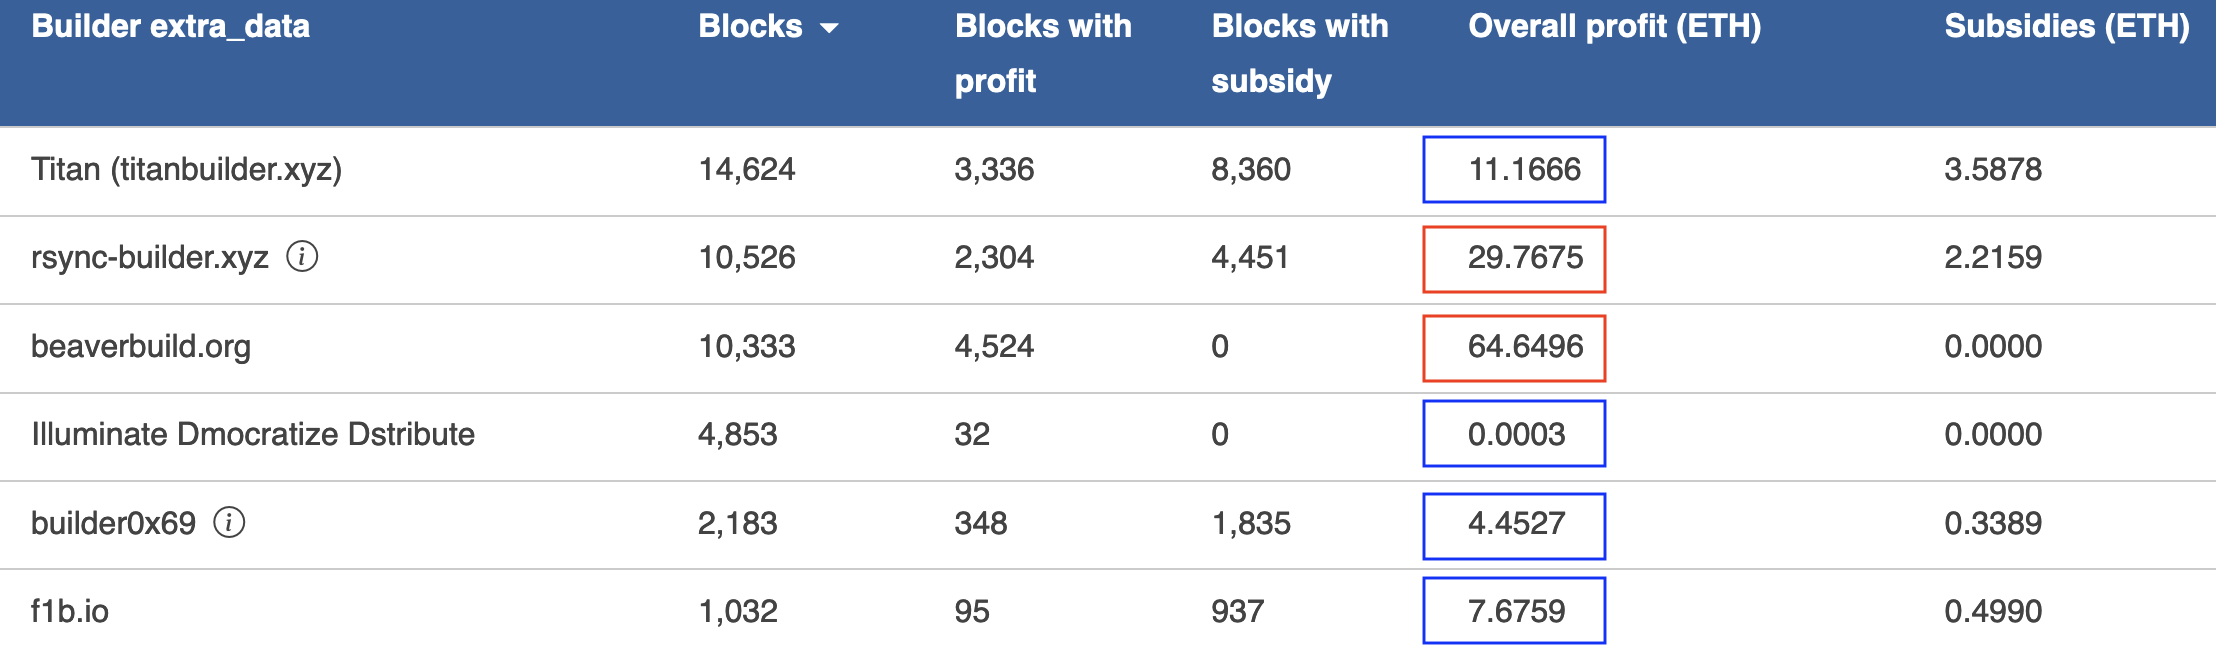 Builder extra_data Blocks Blocks with profit Blocks with subsidy Overall profit (ETH) Subsidies (ETH)
Titan (titanbuilder.xyz) 14,624 3,336 8,360 11.1666 3.5878
rsync-builder.xyz 10,526 2,304 4,451 29.7675 2.2159
beaverbuild.org 10,333 4,524 0 64.6496 0.0000
Illuminate Dmocratize Dstribute 4,853 32 0 0.0003 0.0000
builder0x69 2,183 348 1,835 4.4527 0.3389
f1b.io 1,032 95 937 7.6759 0.4990